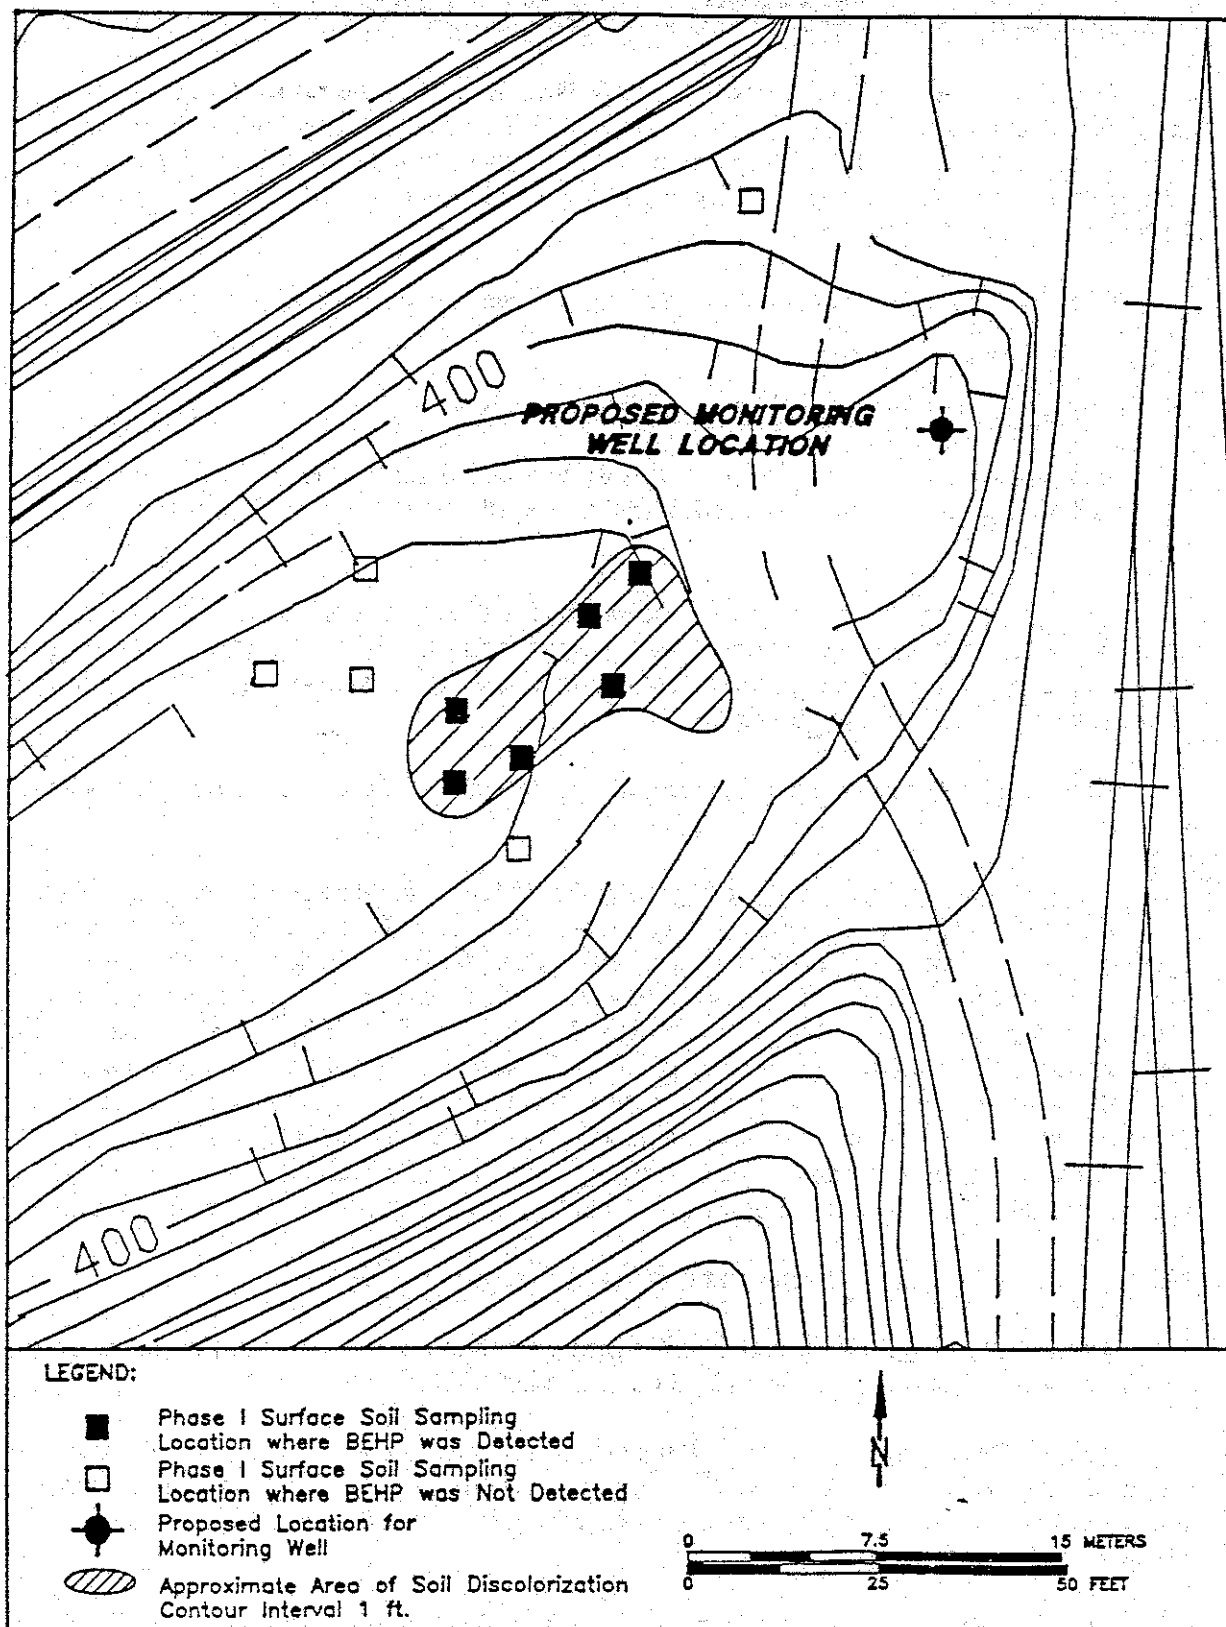 400
PROPOSED MONITORING
WELL LOCATION
400
LEGEND:
Phase I Surface Soil Sampling
Location where BEHP was Detected
Phase I Surface Soil Sampling
Location where BEHP was Not Detected
Proposed Location for
Monitoring Well
Approximate Area of Soil Discolorization
Contour Interval 1 ft.
N
0 7.5 15 METERS
0 25 50 FEET